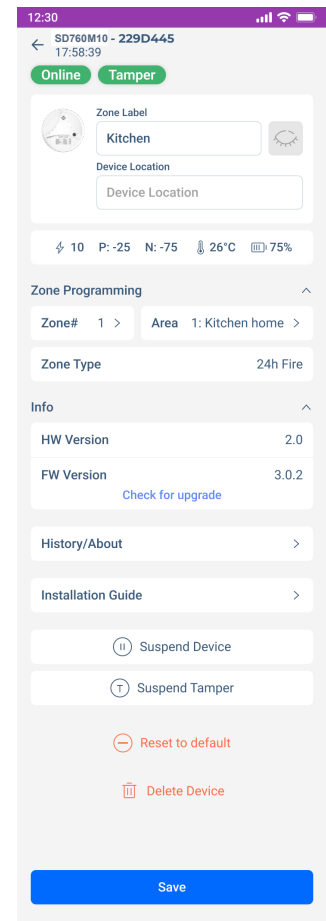 12:30
SD760M10 - 229D445
17:58:39
Online Tamper
Zone Label
Kitchen
Device Location
Device Location
10 P: -25 N: -75 26°C 75%
Zone Programming
Zone# 1 Area 1: Kitchen home
Zone Type 24h Fire
Info
HW Version 2.0
FW Version 3.0.2
Check for upgrade
History/About
Installation Guide
Suspend Device
T Suspend Tamper
Reset to default
Delete Device
Save